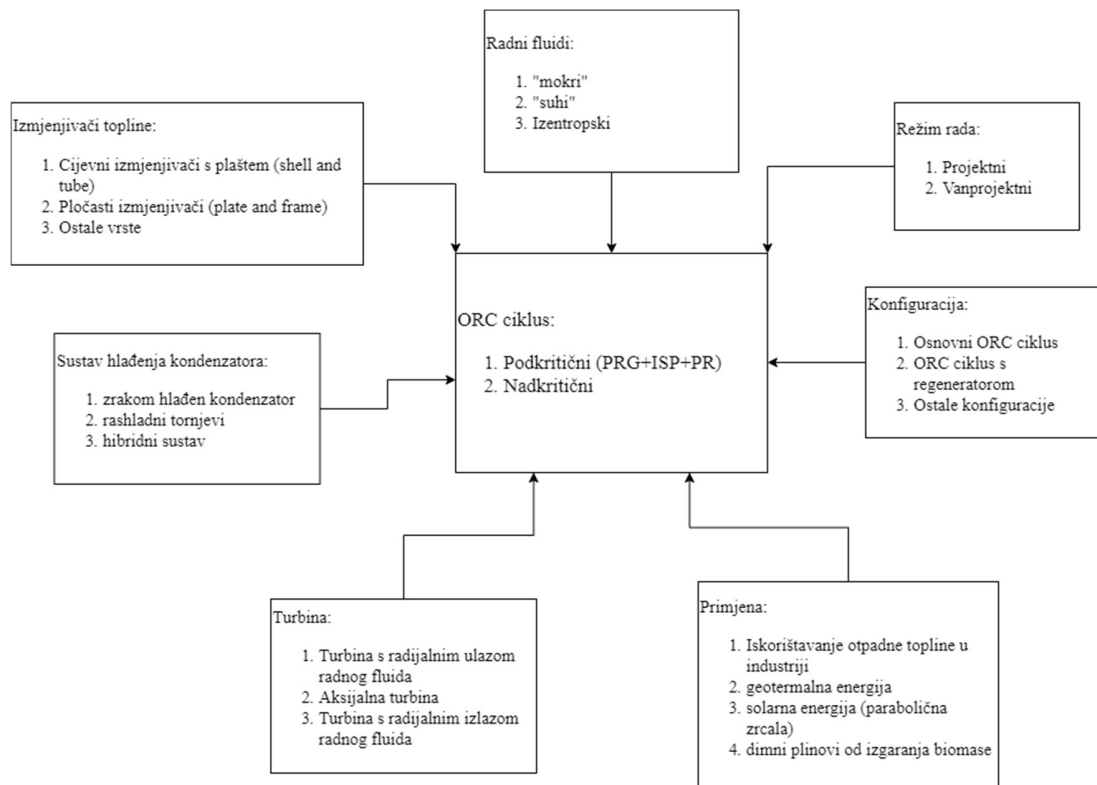 Radni fluidi:
1. "mokri"
2. "suhi"
3. Izentropski
Izmjenjivači topline:
1. Cijevni izmjenjivači s plaštem (shell and
tube)
2. Pločasti izmjenjivači (plate and frame)
3. Ostale vrste
Režim rada:
1. Projektni
2. Vanprojektni
ORC ciklus:
1. Podkritični (PRG+ISP+PR)
2. Nadkritični
Konfiguracija:
1. Osnovni ORC ciklus
2. ORC ciklus s
regeneratorom
3. Ostale konfiguracije
Sustav hlađenja kondenzatora:
1. zrakom hlađen kondenzator
2. rashladni tornjevi
3. hibridni sustav
Turbina:
1. Turbina s radijalnim ulazom
radnog fluida
2. Aksijalna turbina
3. Turbina s radijalnim izlazom
radnog fluida
Primjena:
1. Iskorištavanje otpadne topline u
industriji
2. geotermalna energija
3. solarna energija (parabolična
zrcala)
4. dimni plinovi od izgaranja biomase